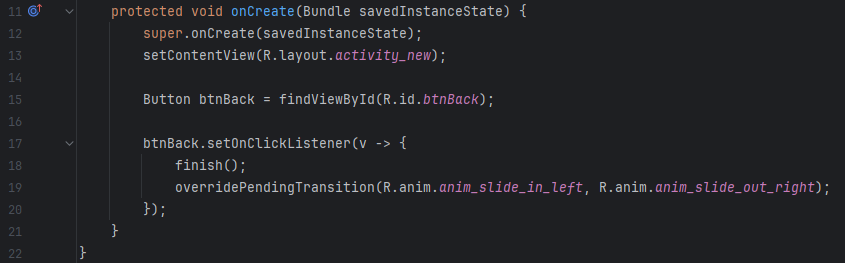 11 protected void onCreate(Bundle savedInstanceState) {
12 super.onCreate(savedInstanceState);
13 setContentView(R.layout.activity_new);
14
15 Button btnBack = findViewById(R.id.btnBack);
16
17 btnBack.setOnClickListener(v -> {
18 finish();
19 overridePendingTransition(R.anim.anim_slide_in_left, R.anim.anim_slide_out_right);
20 });
21 }
22 }